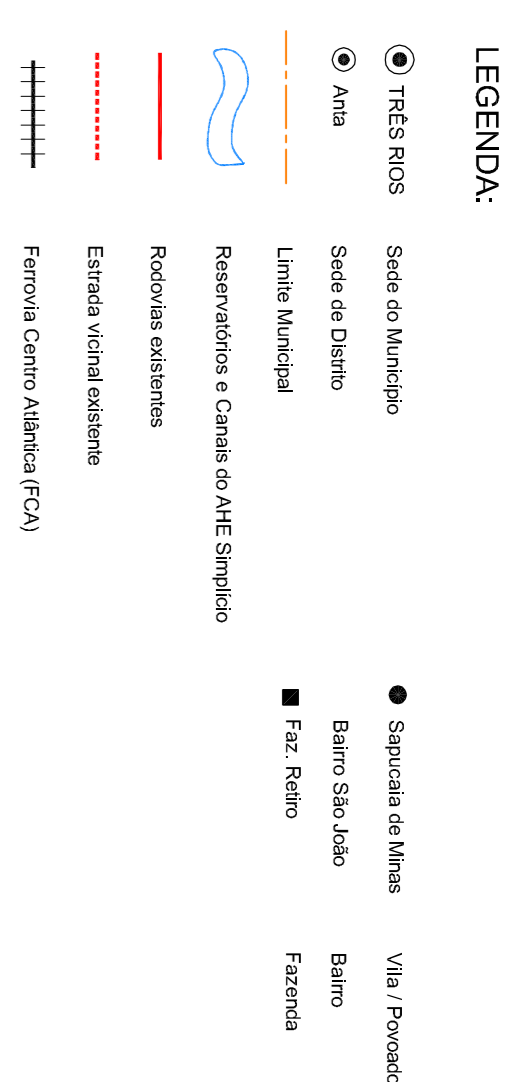 LEGENDA:
TRÊS RIOS Sede do Município
Anta Sede de Distrito
Limite Municipal
Reservatórios e Canais do AHE Simplício
Rodovias existentes
Estrada vicinal existente
Ferrovia Centro Atlântica (FCA)
Sapucaia de Minas Vila / Povoado
Bairro São João Bairro
Faz. Retiro Fazenda